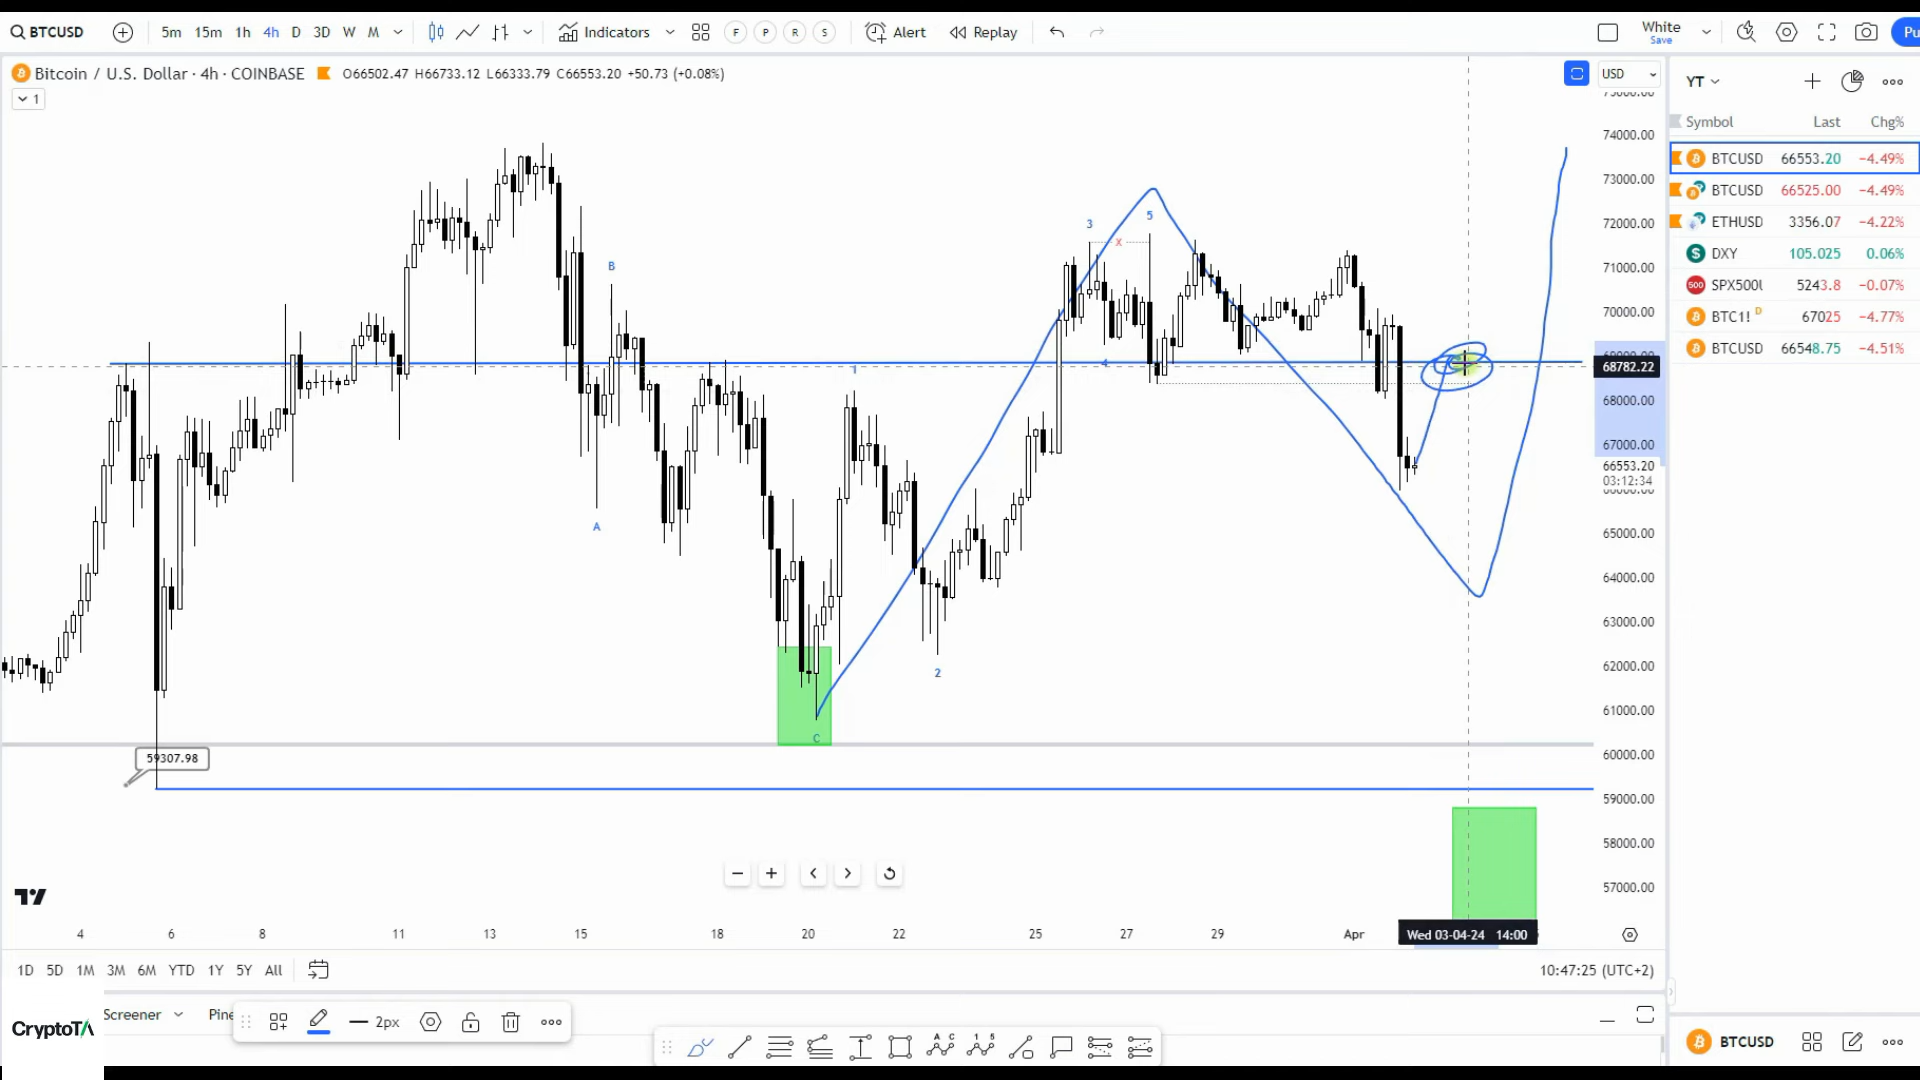 BTCUSD 5m 15m 1h 4h D 3D W M Indicators F P R S Alert Replay White Save Pu
Bitcoin / U.S. Dollar · 4h · COINBASE O66502.47 H66733.12 L66333.79 C66553.20 +50.73 (+0.08%) USD
1
YT
Symbol Last Chg%
BTCUSD 66553.20 −4.49%
BTCUSD 66525.00 −4.49%
ETHUSD 3356.07 −4.22%
DXY 105.025 0.06%
SPX500 5243.8 −0.07%
BTC1! D 67025 −4.77%
BTCUSD 66548.75 −4.51%
74000.00
73000.00
72000.00
71000.00
70000.00
68782.22
68000.00
67000.00
66553.20
03:12:34
65000.00
64000.00
63000.00
62000.00
61000.00
60000.00
59000.00
58000.00
57000.00
3
5
X
B
4
1
A
2
C
59307.98
4 6 8 11 13 15 18 20 22 25 27 29 Apr Wed 03-04-24 14:00
1D 5D 1M 3M 6M YTD 1Y 5Y All 10:47:25 (UTC+2)
Screener Pine 2px
CryptoTA
BTCUSD